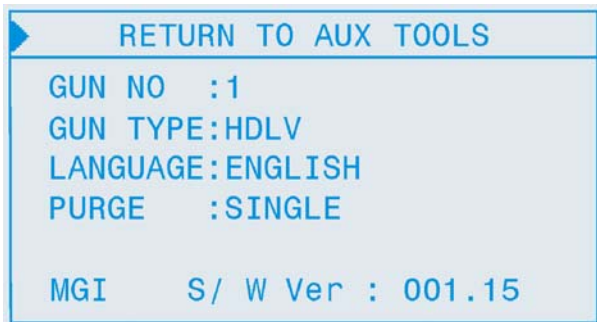 RETURN TO AUX TOOLS
GUN NO :1
GUN TYPE:HDLV
LANGUAGE:ENGLISH
PURGE :SINGLE
MGI S/ W Ver : 001.15